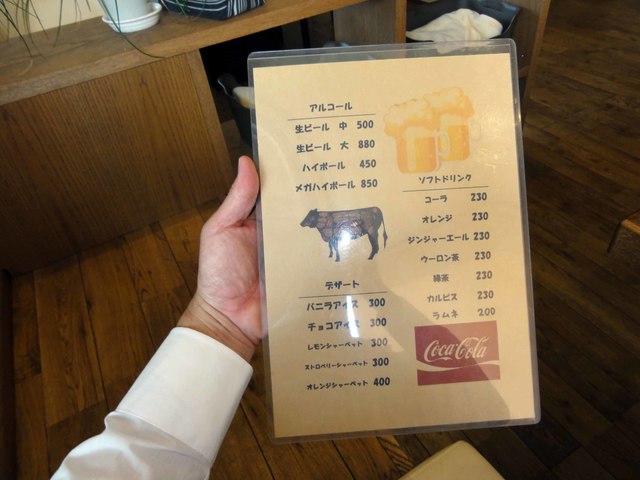 アルコール
生ビール 中 500
生ビール 大 880
ハイボール 450
メガハイボール 850
ソフトドリンク
コーラ 230
オレンジ 230
ジンジャーエール 230
ウーロン茶 230
緑茶 230
カルピス 230
ラムネ 200
デザート
バニラアイス 300
チョコアイス 300
レモンシャーベット 300
ストロベリーシャーベット 300
オレンジシャーベット 400
Coca-Cola